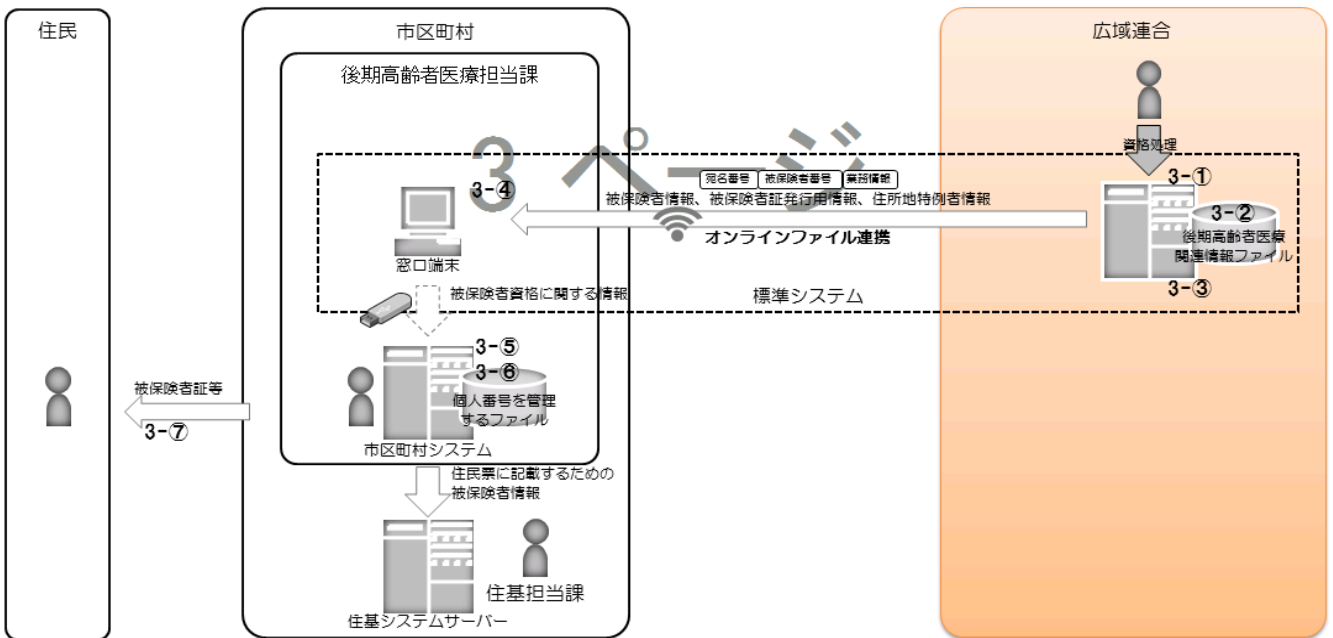 住民
市区町村
広域連合
後期高齢者医療担当課
3 ページ
資格処理
宛名番号 被保険者番号 業務情報
3-①
3-④
被保険者情報、被保険者証発行用情報、住所地特例者情報
3-②
オンラインファイル連携
後期高齢者医療
関連情報ファイル
窓口端末
3-③
被保険者資格に関する情報
標準システム
3-⑤
3-⑥
被保険者証等
個人番号を管理
するファイル
3-⑦
市区町村システム
住民票に記載するための
被保険者情報
住基担当課
住基システムサーバー